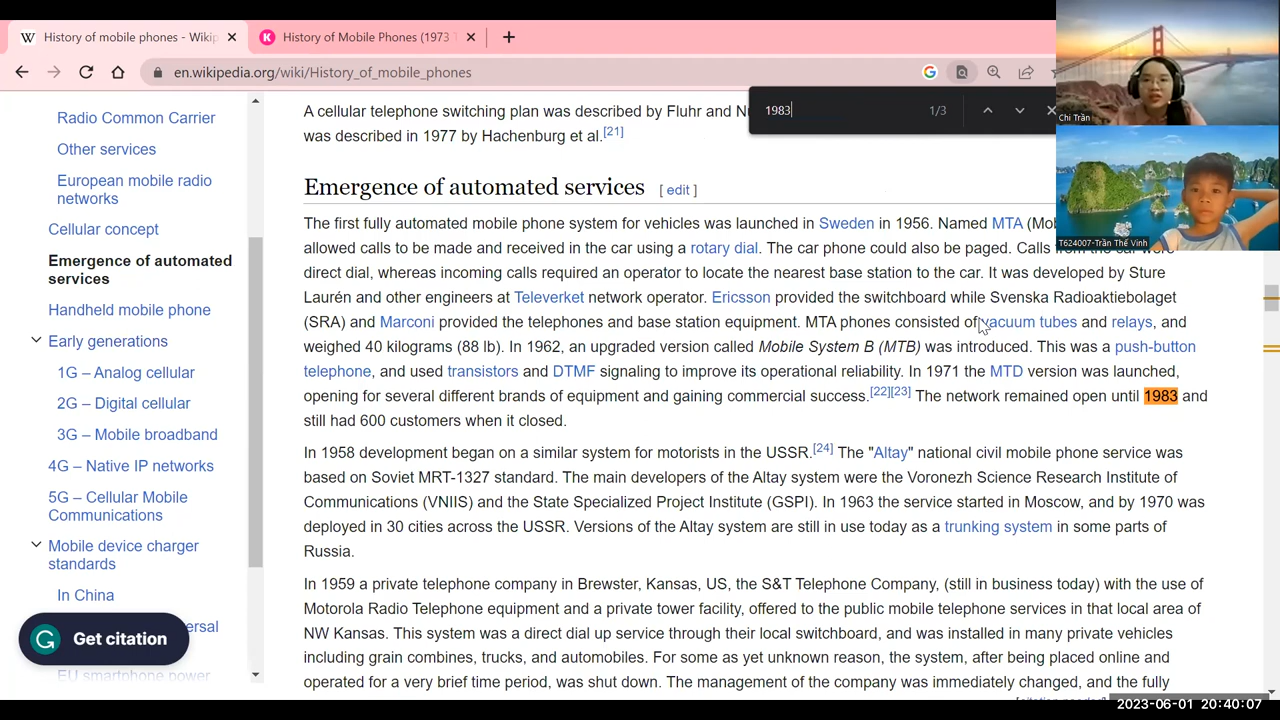 History of mobile phones - Wikip
History of Mobile Phones (1973 T
en.wikipedia.org/wiki/History_of_mobile_phones
1983
1/3
Chi Trần
T624007-Trần Thế Vinh
Radio Common Carrier
Other services
European mobile radio
networks
Cellular concept
Emergence of automated
services
Handheld mobile phone
Early generations
1G – Analog cellular
2G – Digital cellular
3G – Mobile broadband
4G – Native IP networks
5G – Cellular Mobile
Communications
Mobile device charger
standards
In China
ersal
EU smartphone power
Get citation
A cellular telephone switching plan was described by Fluhr and Nu
was described in 1977 by Hachenburg et al.[21]
Emergence of automated services [ edit ]
The first fully automated mobile phone system for vehicles was launched in Sweden in 1956. Named MTA (Mob
allowed calls to be made and received in the car using a rotary dial. The car phone could also be paged. Calls from the car were
direct dial, whereas incoming calls required an operator to locate the nearest base station to the car. It was developed by Sture
Laurén and other engineers at Televerket network operator. Ericsson provided the switchboard while Svenska Radioaktiebolaget
(SRA) and Marconi provided the telephones and base station equipment. MTA phones consisted of vacuum tubes and relays, and
weighed 40 kilograms (88 lb). In 1962, an upgraded version called Mobile System B (MTB) was introduced. This was a push-button
telephone, and used transistors and DTMF signaling to improve its operational reliability. In 1971 the MTD version was launched,
opening for several different brands of equipment and gaining commercial success.[22][23] The network remained open until 1983 and
still had 600 customers when it closed.
In 1958 development began on a similar system for motorists in the USSR.[24] The "Altay" national civil mobile phone service was
based on Soviet MRT-1327 standard. The main developers of the Altay system were the Voronezh Science Research Institute of
Communications (VNIIS) and the State Specialized Project Institute (GSPI). In 1963 the service started in Moscow, and by 1970 was
deployed in 30 cities across the USSR. Versions of the Altay system are still in use today as a trunking system in some parts of
Russia.
In 1959 a private telephone company in Brewster, Kansas, US, the S&T Telephone Company, (still in business today) with the use of
Motorola Radio Telephone equipment and a private tower facility, offered to the public mobile telephone services in that local area of
NW Kansas. This system was a direct dial up service through their local switchboard, and was installed in many private vehicles
including grain combines, trucks, and automobiles. For some as yet unknown reason, the system, after being placed online and
operated for a very brief time period, was shut down. The management of the company was immediately changed, and the fully
2023-06-01 20:40:07